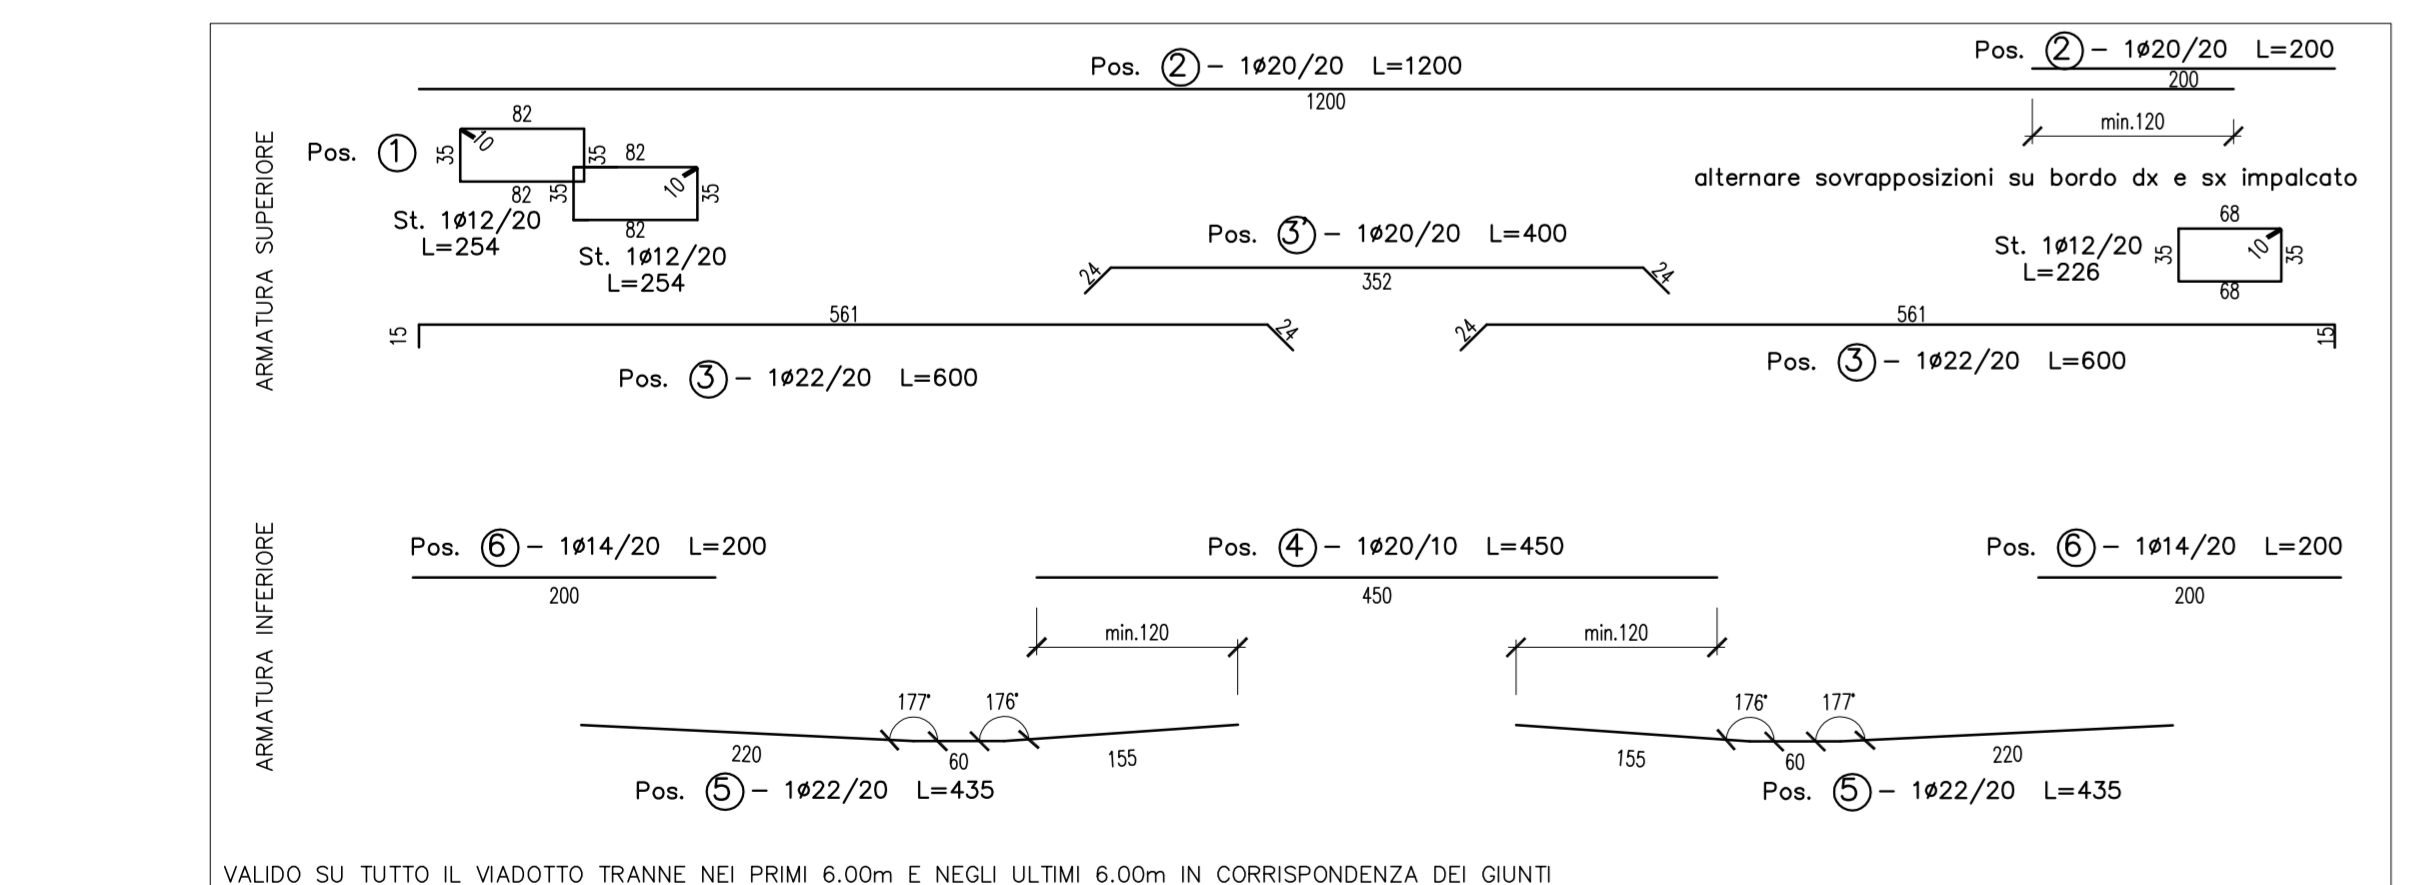 Pos. 2 – 1ø20/20 L=1200
1200
Pos. 2 – 1ø20/20 L=200
200
min.120
alternare sovrapposizioni su bordo dx e sx impalcato
ARMATURA SUPERIORE
Pos. 1
82
10
35
35
82
St. 1ø12/20
L=254
82
35
10
35
82
St. 1ø12/20
L=254
Pos. 3' – 1ø20/20 L=400
24
352
24
St. 1ø12/20
L=226
68
35
10
35
68
15
561
24
Pos. 3 – 1ø22/20 L=600
24
561
15
Pos. 3 – 1ø22/20 L=600
ARMATURA INFERIORE
Pos. 6 – 1ø14/20 L=200
200
Pos. 4 – 1ø20/10 L=450
450
Pos. 6 – 1ø14/20 L=200
200
min.120
min.120
177°
176°
220
60
155
Pos. 5 – 1ø22/20 L=435
176°
177°
155
60
220
Pos. 5 – 1ø22/20 L=435
VALIDO SU TUTTO IL VIADOTTO TRANNE NEI PRIMI 6.00m E NEGLI ULTIMI 6.00m IN CORRISPONDENZA DEI GIUNTI